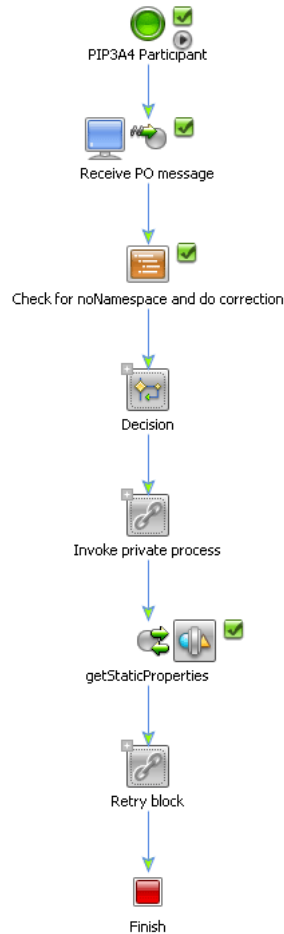 PIP3A4 Participant
Receive PO message
Check for noNamespace and do correction
Decision
Invoke private process
getStaticProperties
Retry block
Finish